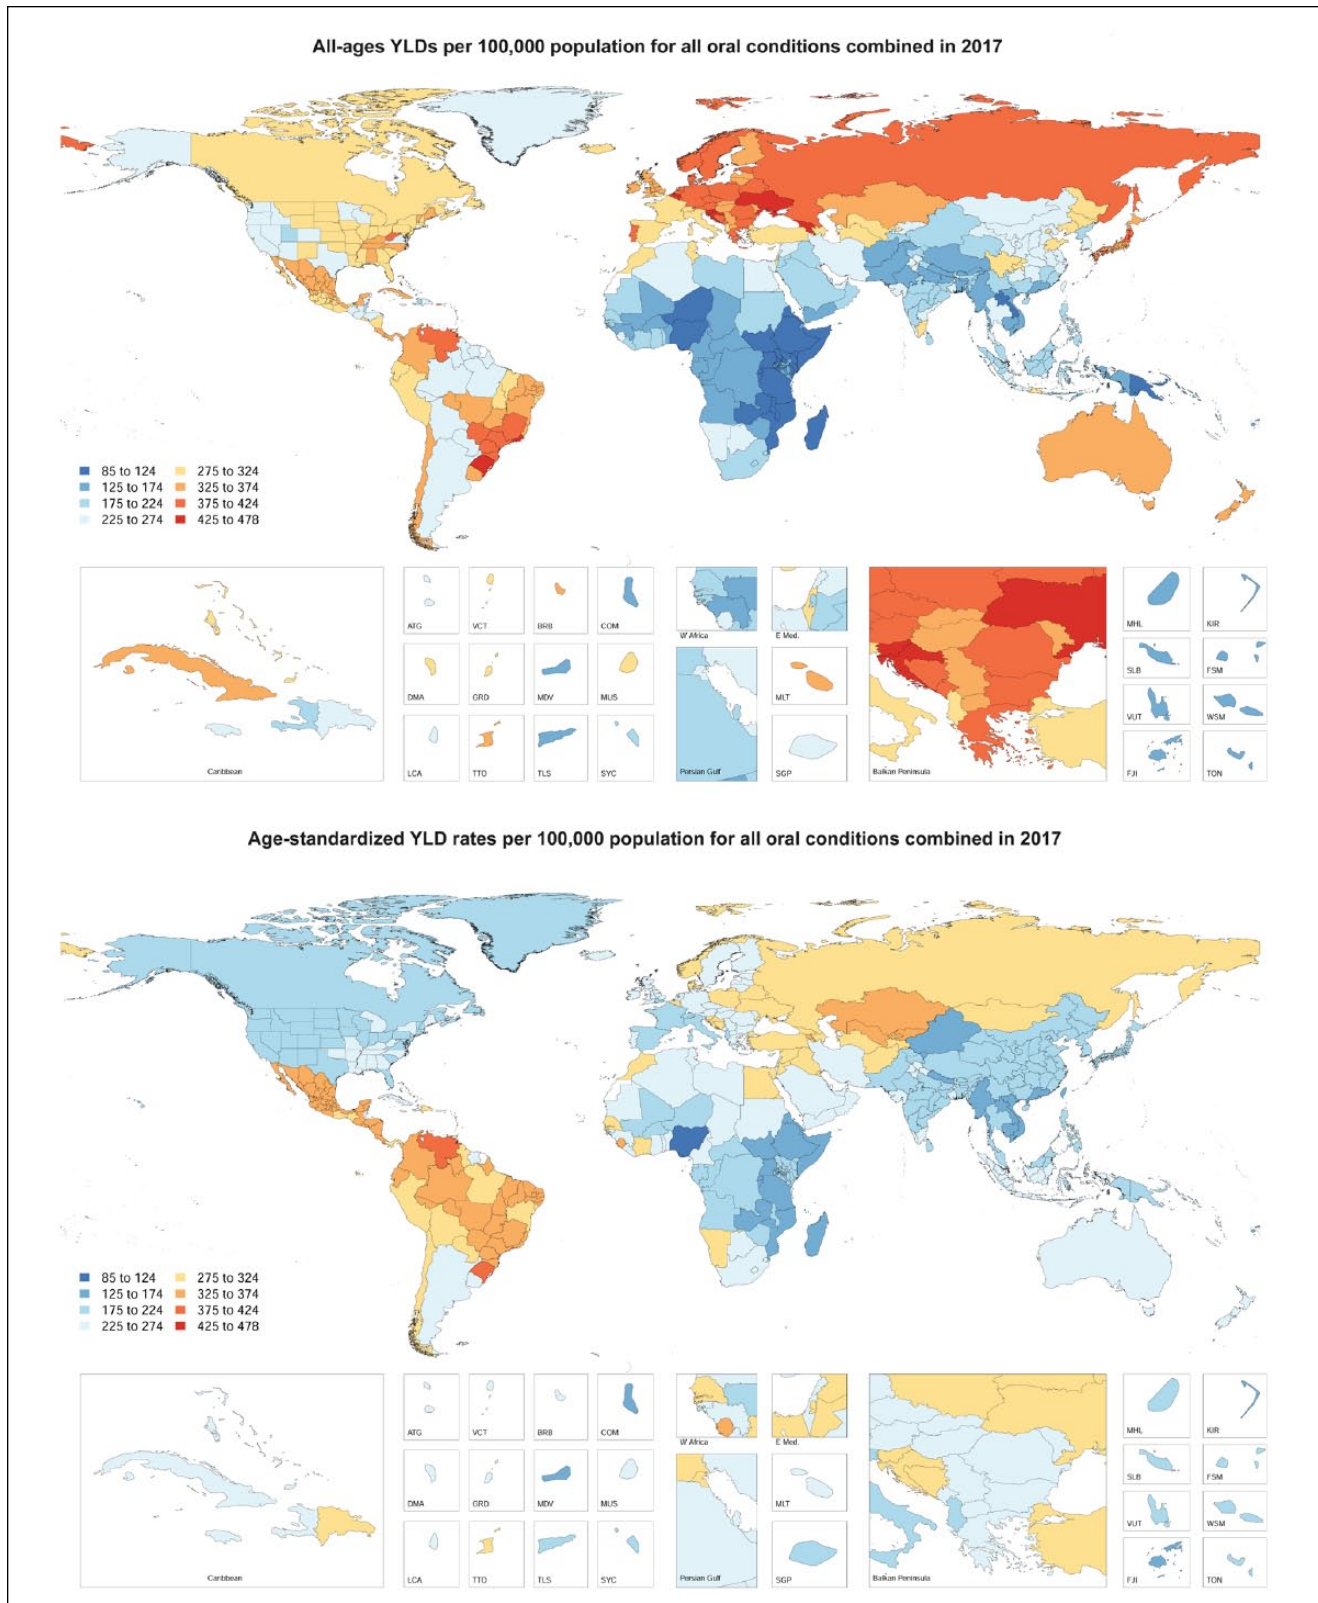 All-ages YLDs per 100,000 population for all oral conditions combined in 2017
85 to 124 275 to 324
125 to 174 325 to 374
175 to 224 375 to 424
225 to 274 425 to 478
Caribbean
ATG VCT BRB COM
DMA GRD MDV MUS
LCA TTO TLS SYC
W Africa E Med.
MLT
Persian Gulf SGP
Balkan Peninsula
MHL KIR
SLB FSM
VUT WSM
FJI TON
Age-standardized YLD rates per 100,000 population for all oral conditions combined in 2017
85 to 124 275 to 324
125 to 174 325 to 374
175 to 224 375 to 424
225 to 274 425 to 478
Caribbean
ATG VCT BRB COM
DMA GRD MDV MUS
LCA TTO TLS SYC
W Africa E Med.
MLT
Persian Gulf SGP
Balkan Peninsula
MHL KIR
SLB FSM
VUT WSM
FJI TON